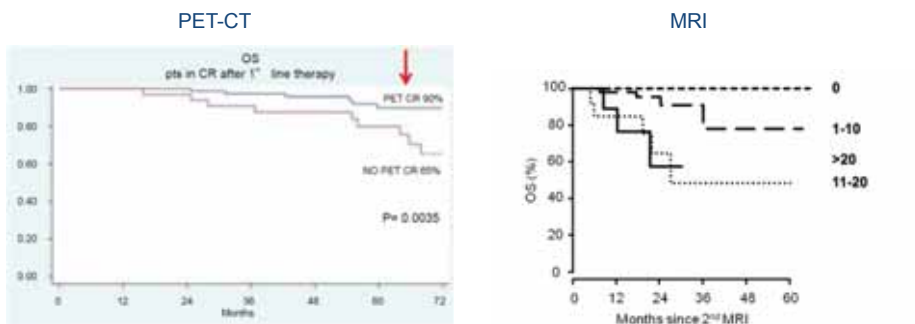 PET-CT
MRI
OS
pts in CR after 1st line therapy
1.00
0.80
0.60
0.40
0.20
0.00
PET CR 90%
NO PET CR 65%
P= 0.0035
0 12 24 36 48 60 72
Months
OS (%)
100
80
60
40
20
0
0
1-10
>20
11-20
0 12 24 36 48 60
Months since 2nd MRI